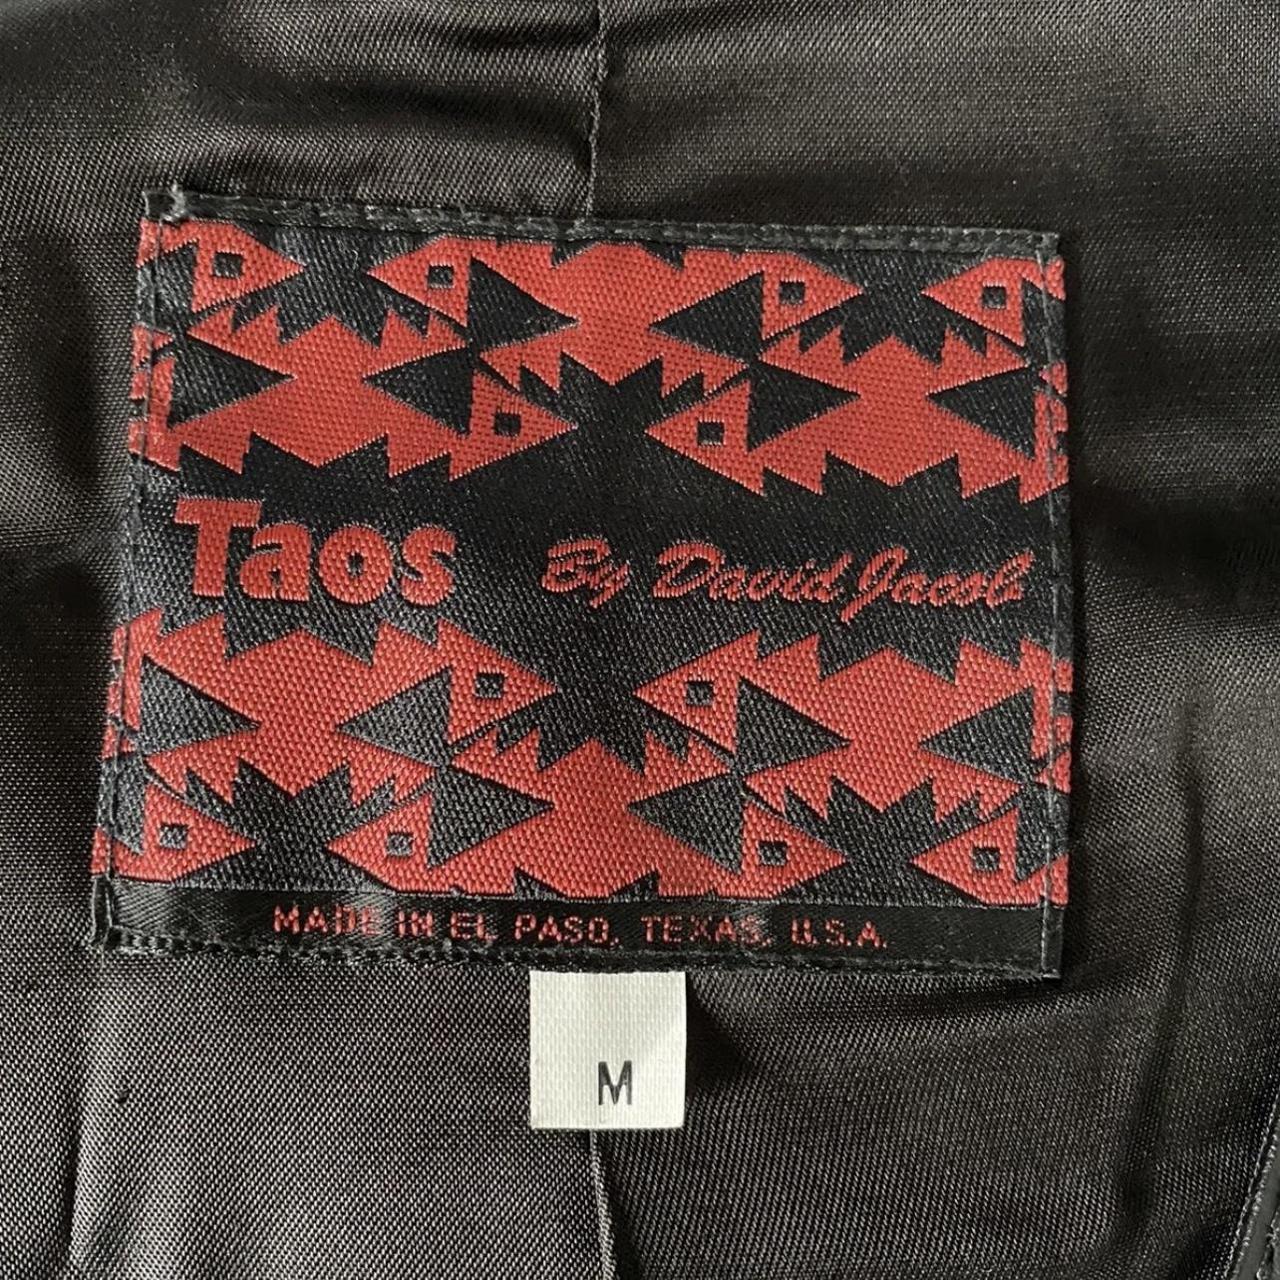 Taos By David Jacob
MADE IN EL PASO, TEXAS, U.S.A.
M